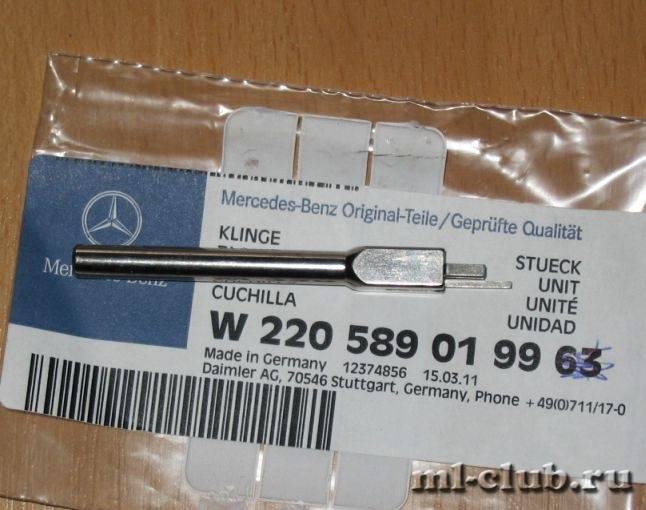 Mercedes-Benz Original-Teile/Geprüfte Qualität
KLINGE
CUCHILLA
STUECK
UNIT
UNITÉ
UNIDAD
Benz
W 220 589 01 99 63
Made in Germany 12374856 15.03.11
Daimler AG, 70546 Stuttgart, Germany, Phone +49(0)711/17-0
ml-club.ru